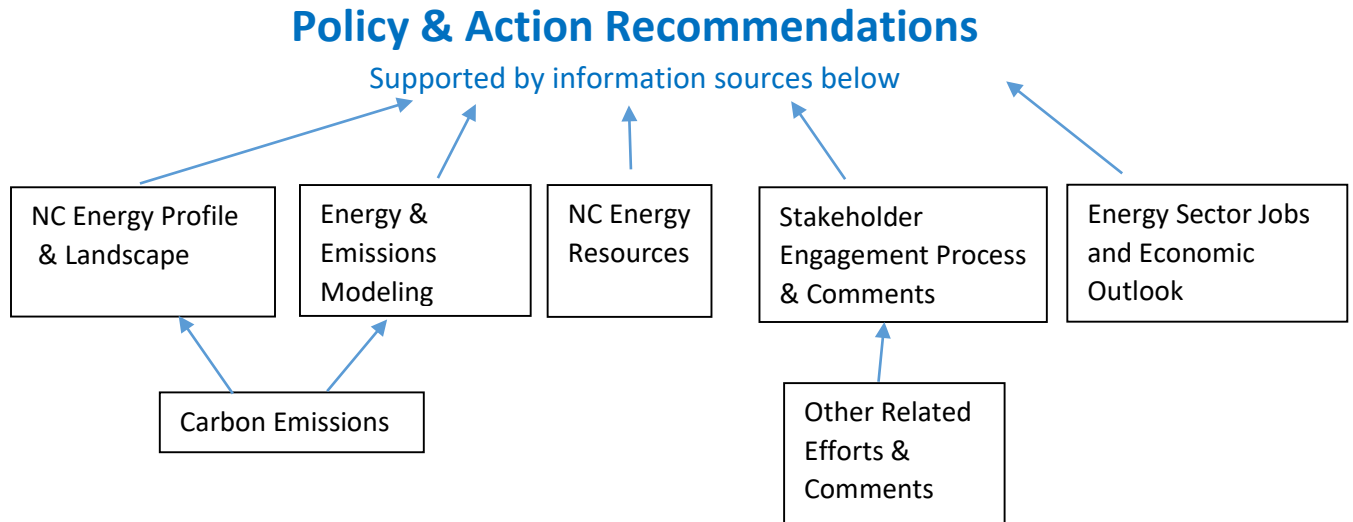 Policy & Action Recommendations
Supported by information sources below
NC Energy Profile
& Landscape
Energy &
Emissions
Modeling
NC Energy
Resources
Stakeholder
Engagement Process
& Comments
Energy Sector Jobs
and Economic
Outlook
Carbon Emissions
Other Related
Efforts &
Comments